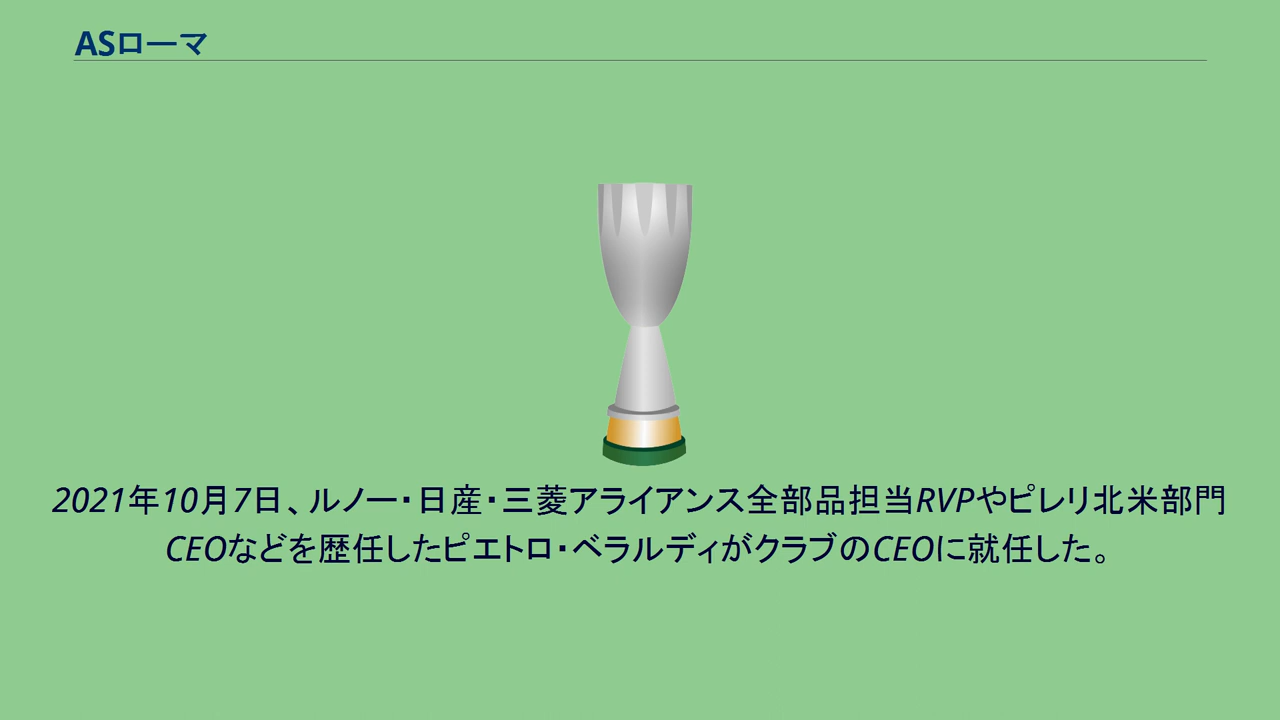 ASローマ
2021年10月7日、ルノー・日産・三菱アライアンス全部品担当RVPやピレリ北米部門
CEOなどを歴任したピエトロ・ベラルディがクラブのCEOに就任した。